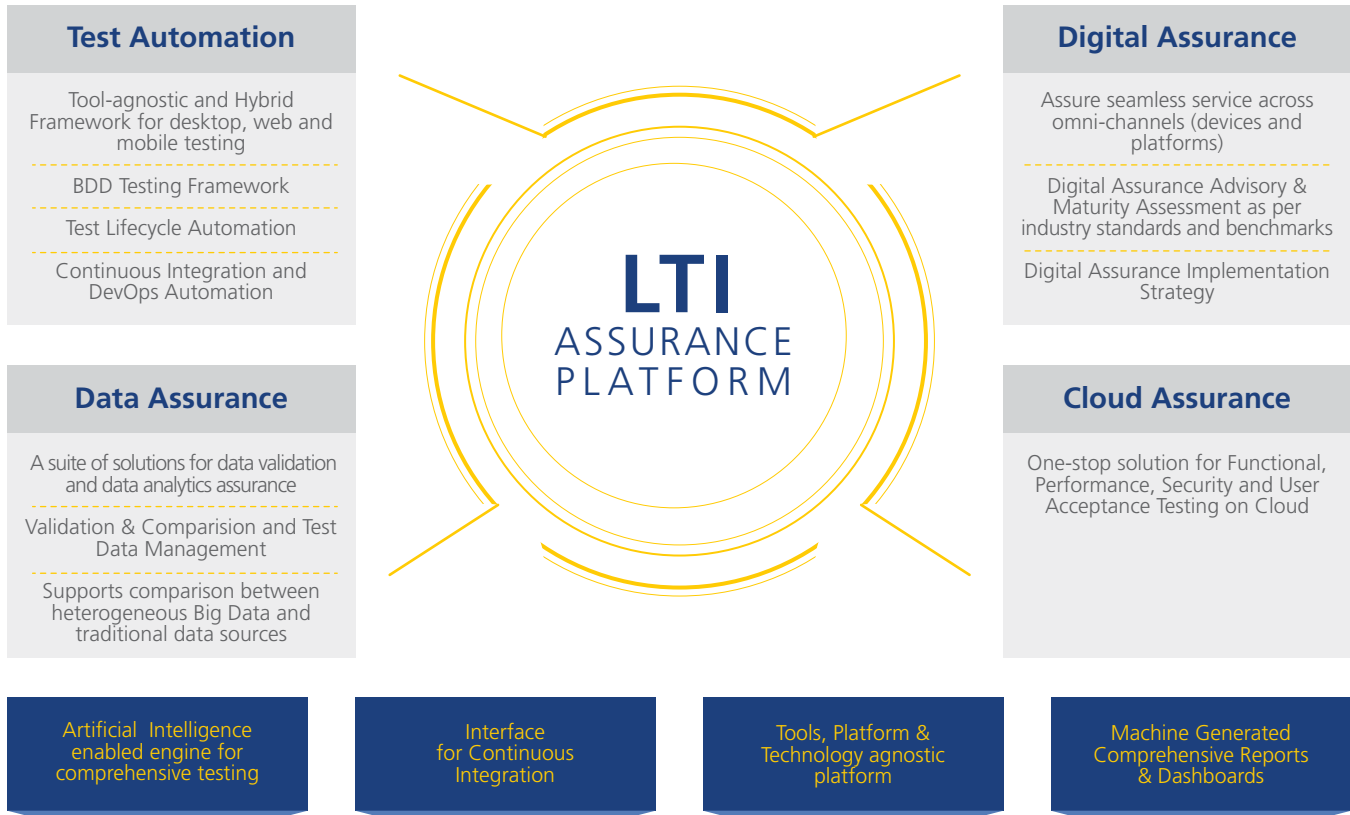 Test Automation
Tool-agnostic and Hybrid
Framework for desktop, web and
mobile testing
BDD Testing Framework
Test Lifecycle Automation
Continuous Integration and
DevOps Automation
Digital Assurance
Assure seamless service across
omni-channels (devices and
platforms)
Digital Assurance Advisory &
Maturity Assessment as per
industry standards and benchmarks
Digital Assurance Implementation
Strategy
LTI
ASSURANCE
PLATFORM
Data Assurance
A suite of solutions for data validation
and data analytics assurance
Validation & Comparision and Test
Data Management
Supports comparison between
heterogeneous Big Data and
traditional data sources
Cloud Assurance
One-stop solution for Functional,
Performance, Security and User
Acceptance Testing on Cloud
Artificial Intelligence
enabled engine for
comprehensive testing
Interface
for Continuous
Integration
Tools, Platform &
Technology agnostic
platform
Machine Generated
Comprehensive Reports
& Dashboards